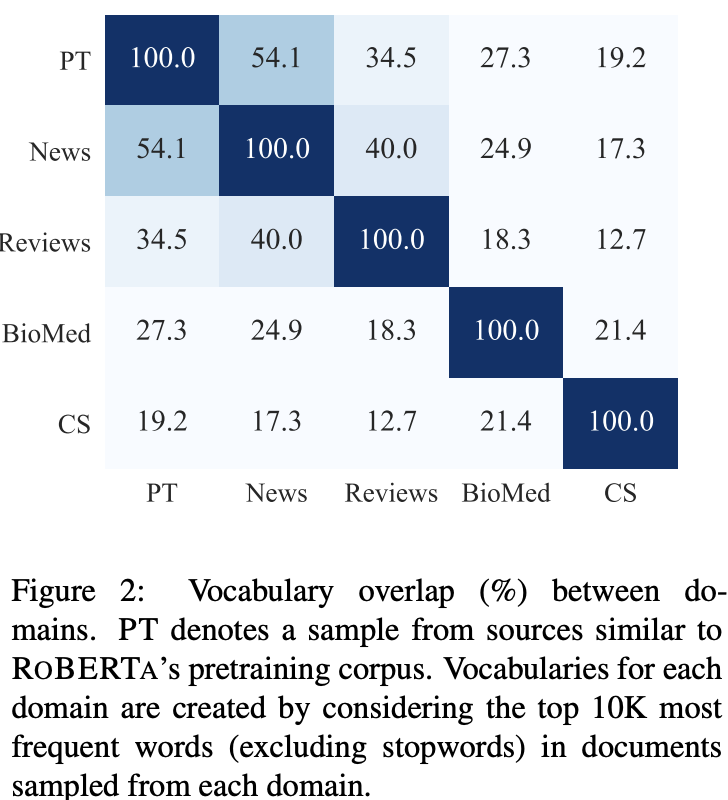 PT 100.0 54.1 34.5 27.3 19.2
News 54.1 100.0 40.0 24.9 17.3
Reviews 34.5 40.0 100.0 18.3 12.7
BioMed 27.3 24.9 18.3 100.0 21.4
CS 19.2 17.3 12.7 21.4 100.0
PT News Reviews BioMed CS
Figure 2: Vocabulary overlap (%) between do-
mains. PT denotes a sample from sources similar to
ROBERTA's pretraining corpus. Vocabularies for each
domain are created by considering the top 10K most
frequent words (excluding stopwords) in documents
sampled from each domain.